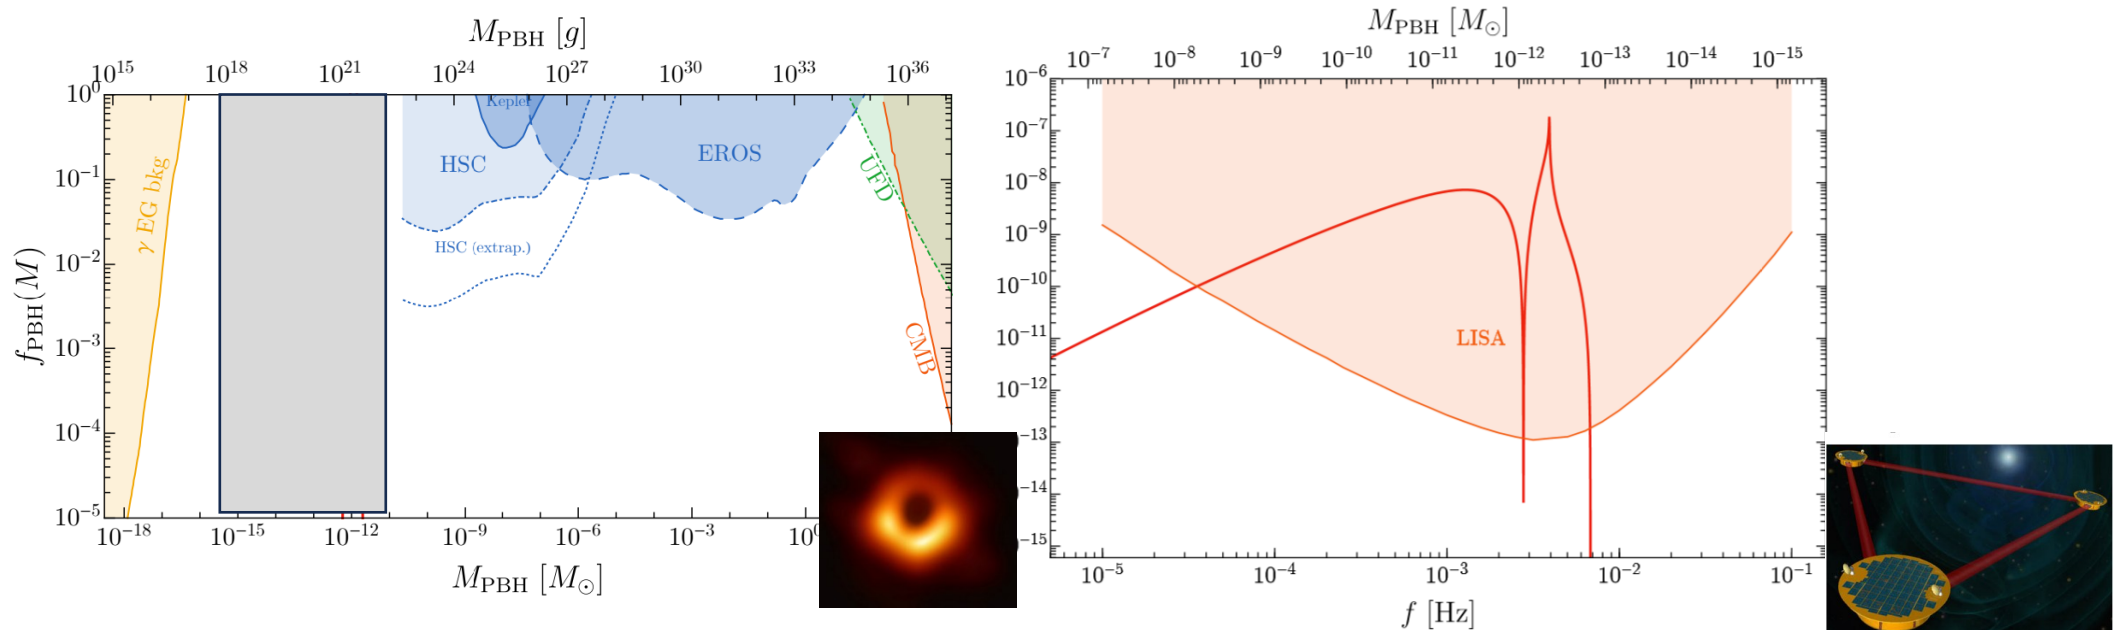 M_PBH [g]
10^15 10^18 10^21 10^24 10^27 10^30 10^33 10^36
10^0
10^-1
10^-2
10^-3
10^-4
10^-5
f_PBH(M)
γ EG bkg
Kepler
HSC
HSC (extrap.)
EROS
UFD
CMB
10^-18 10^-15 10^-12 10^-9 10^-6 10^-3
M_PBH [M_⊙]
M_PBH [M_⊙]
10^-7 10^-8 10^-9 10^-10 10^-11 10^-12 10^-13 10^-14 10^-15
10^-6
10^-7
10^-8
10^-9
10^-10
10^-11
10^-12
-13
-14
-15
LISA
10^-5 10^-4 10^-3 10^-2 10^-1
f [Hz]